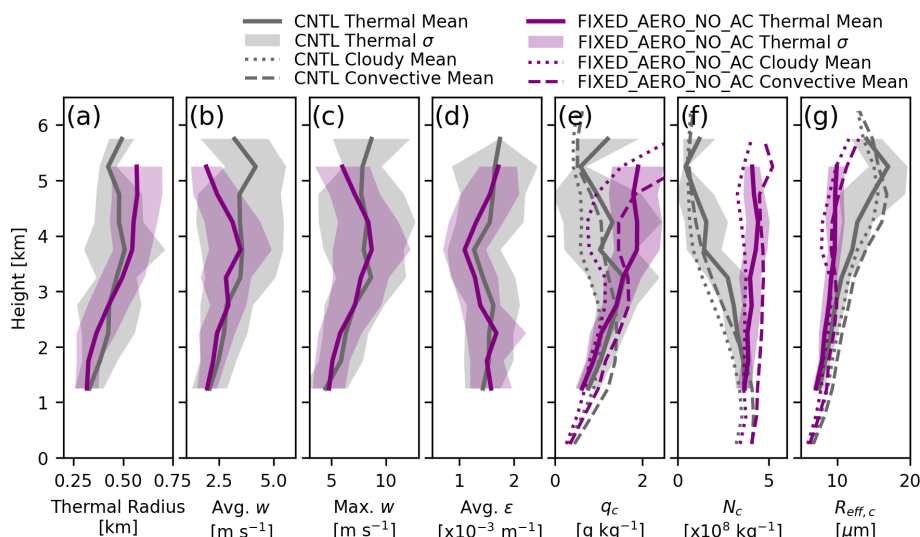 CNTL Thermal Mean
CNTL Thermal σ
CNTL Cloudy Mean
CNTL Convective Mean
FIXED_AERO_NO_AC Thermal Mean
FIXED_AERO_NO_AC Thermal σ
FIXED_AERO_NO_AC Cloudy Mean
FIXED_AERO_NO_AC Convective Mean
(a) (b) (c) (d) (e) (f) (g)
6
5
4
3
2
1
0
Height [km]
0.25 0.50 0.75
2.5 5.0
5 10
1 2
0 2
0 5
10 20
Thermal Radius
[km]
Avg. w
[m s⁻¹]
Max. w
[m s⁻¹]
Avg. ε
[x10⁻³ m⁻¹]
q_c
[g kg⁻¹]
N_c
[x10⁸ kg⁻¹]
R_eff,c
[μm]